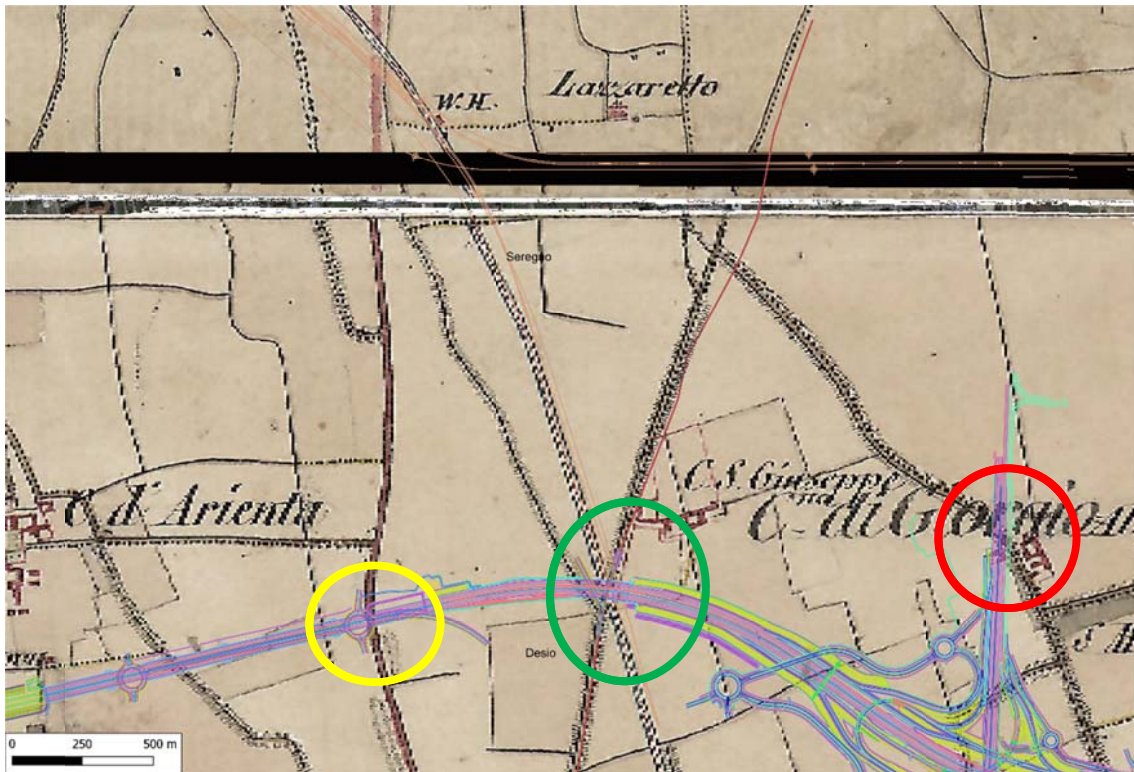 Lazzaretto
W.H.
Seregno
C. S. Giuseppe
C. d'Arienta
Desio
0 250 500 m